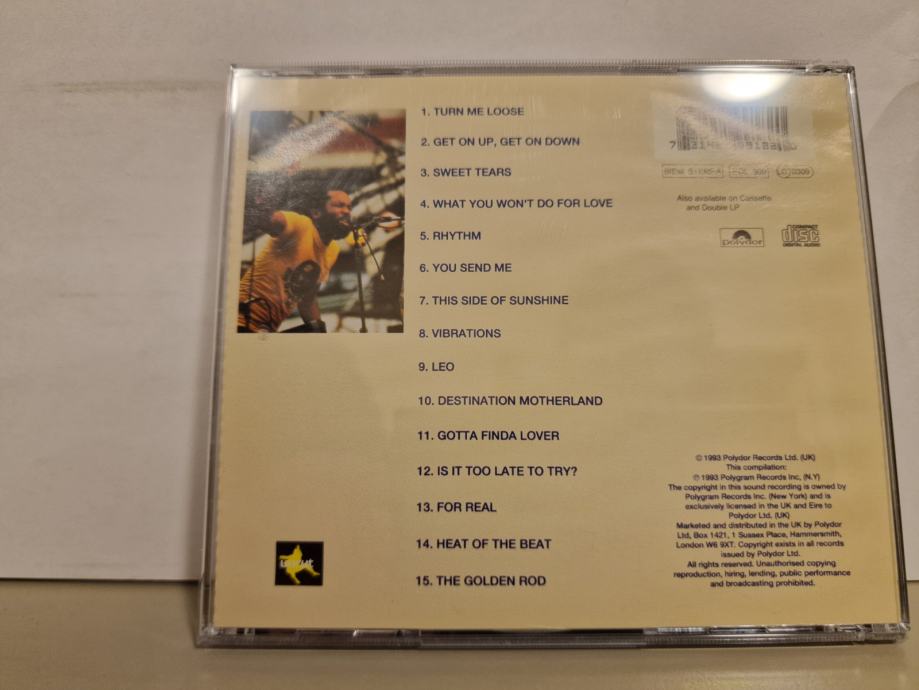 1. TURN ME LOOSE
2. GET ON UP, GET ON DOWN
3. SWEET TEARS
4. WHAT YOU WON'T DO FOR LOVE
5. RHYTHM
6. YOU SEND ME
7. THIS SIDE OF SUNSHINE
8. VIBRATIONS
9. LEO
10. DESTINATION MOTHERLAND
11. GOTTA FINDA LOVER
12. IS IT TOO LATE TO TRY?
13. FOR REAL
14. HEAT OF THE BEAT
15. THE GOLDEN ROD
Also available on Cassette
and Double LP
polydor
COMPACT
disc
DIGITAL AUDIO
© 1993 Polydor Records Ltd. (UK)
This compilation:
℗ 1993 Polygram Records Inc, (N.Y)
The copyright in this sound recording is owned by
Polygram Records Inc. (New York) and is
exclusively licensed in the UK and Eire to
Polydor Ltd. (UK)
Marketed and distributed in the UK by Polydor
Ltd, Box 1421, 1 Sussex Place, Hammersmith,
London W6 9XT. Copyright exists in all records
issued by Polydor Ltd.
All rights reserved. Unauthorised copying
reproduction, hiring, lending, public performance
and broadcasting prohibited.